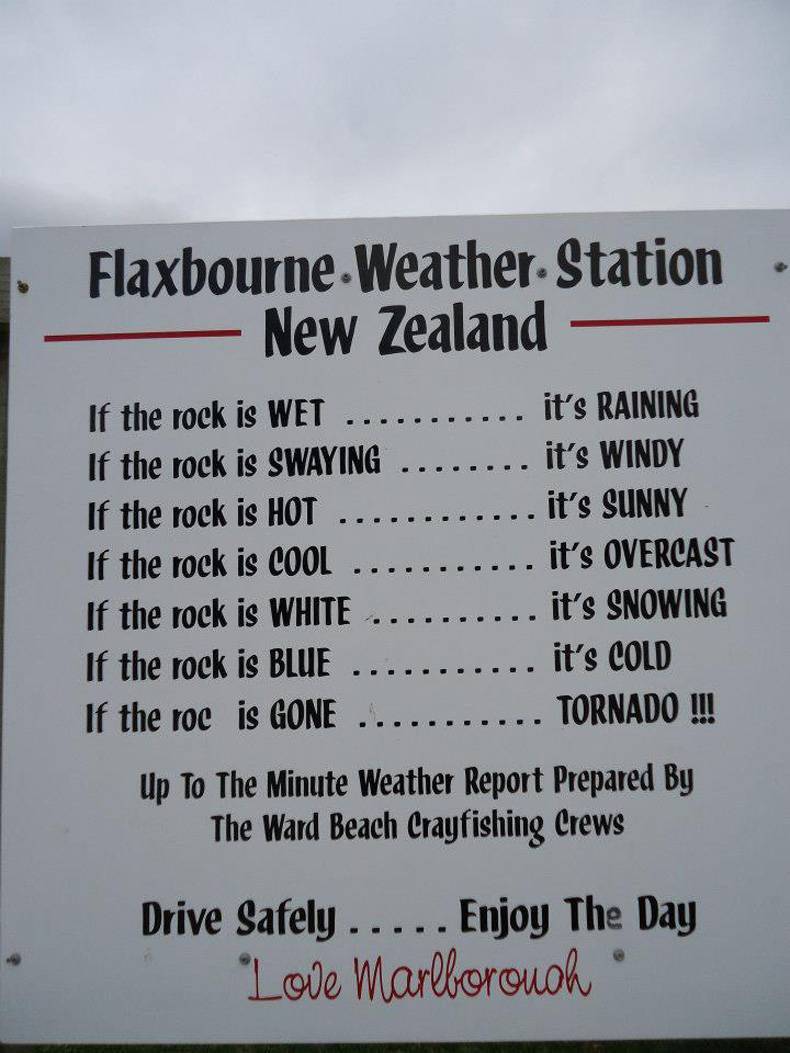 Flaxbourne Weather Station
New Zealand
If the rock is WET ........... it's RAINING
If the rock is SWAYING ........ it's WINDY
If the rock is HOT ............ it's SUNNY
If the rock is COOL ........... it's OVERCAST
If the rock is WHITE .......... it's SNOWING
If the rock is BLUE ........... it's COLD
If the roc is GONE ........... TORNADO !!!
Up To The Minute Weather Report Prepared By
The Ward Beach Crayfishing Crews
Drive Safely ..... Enjoy The Day
Love Marlborough